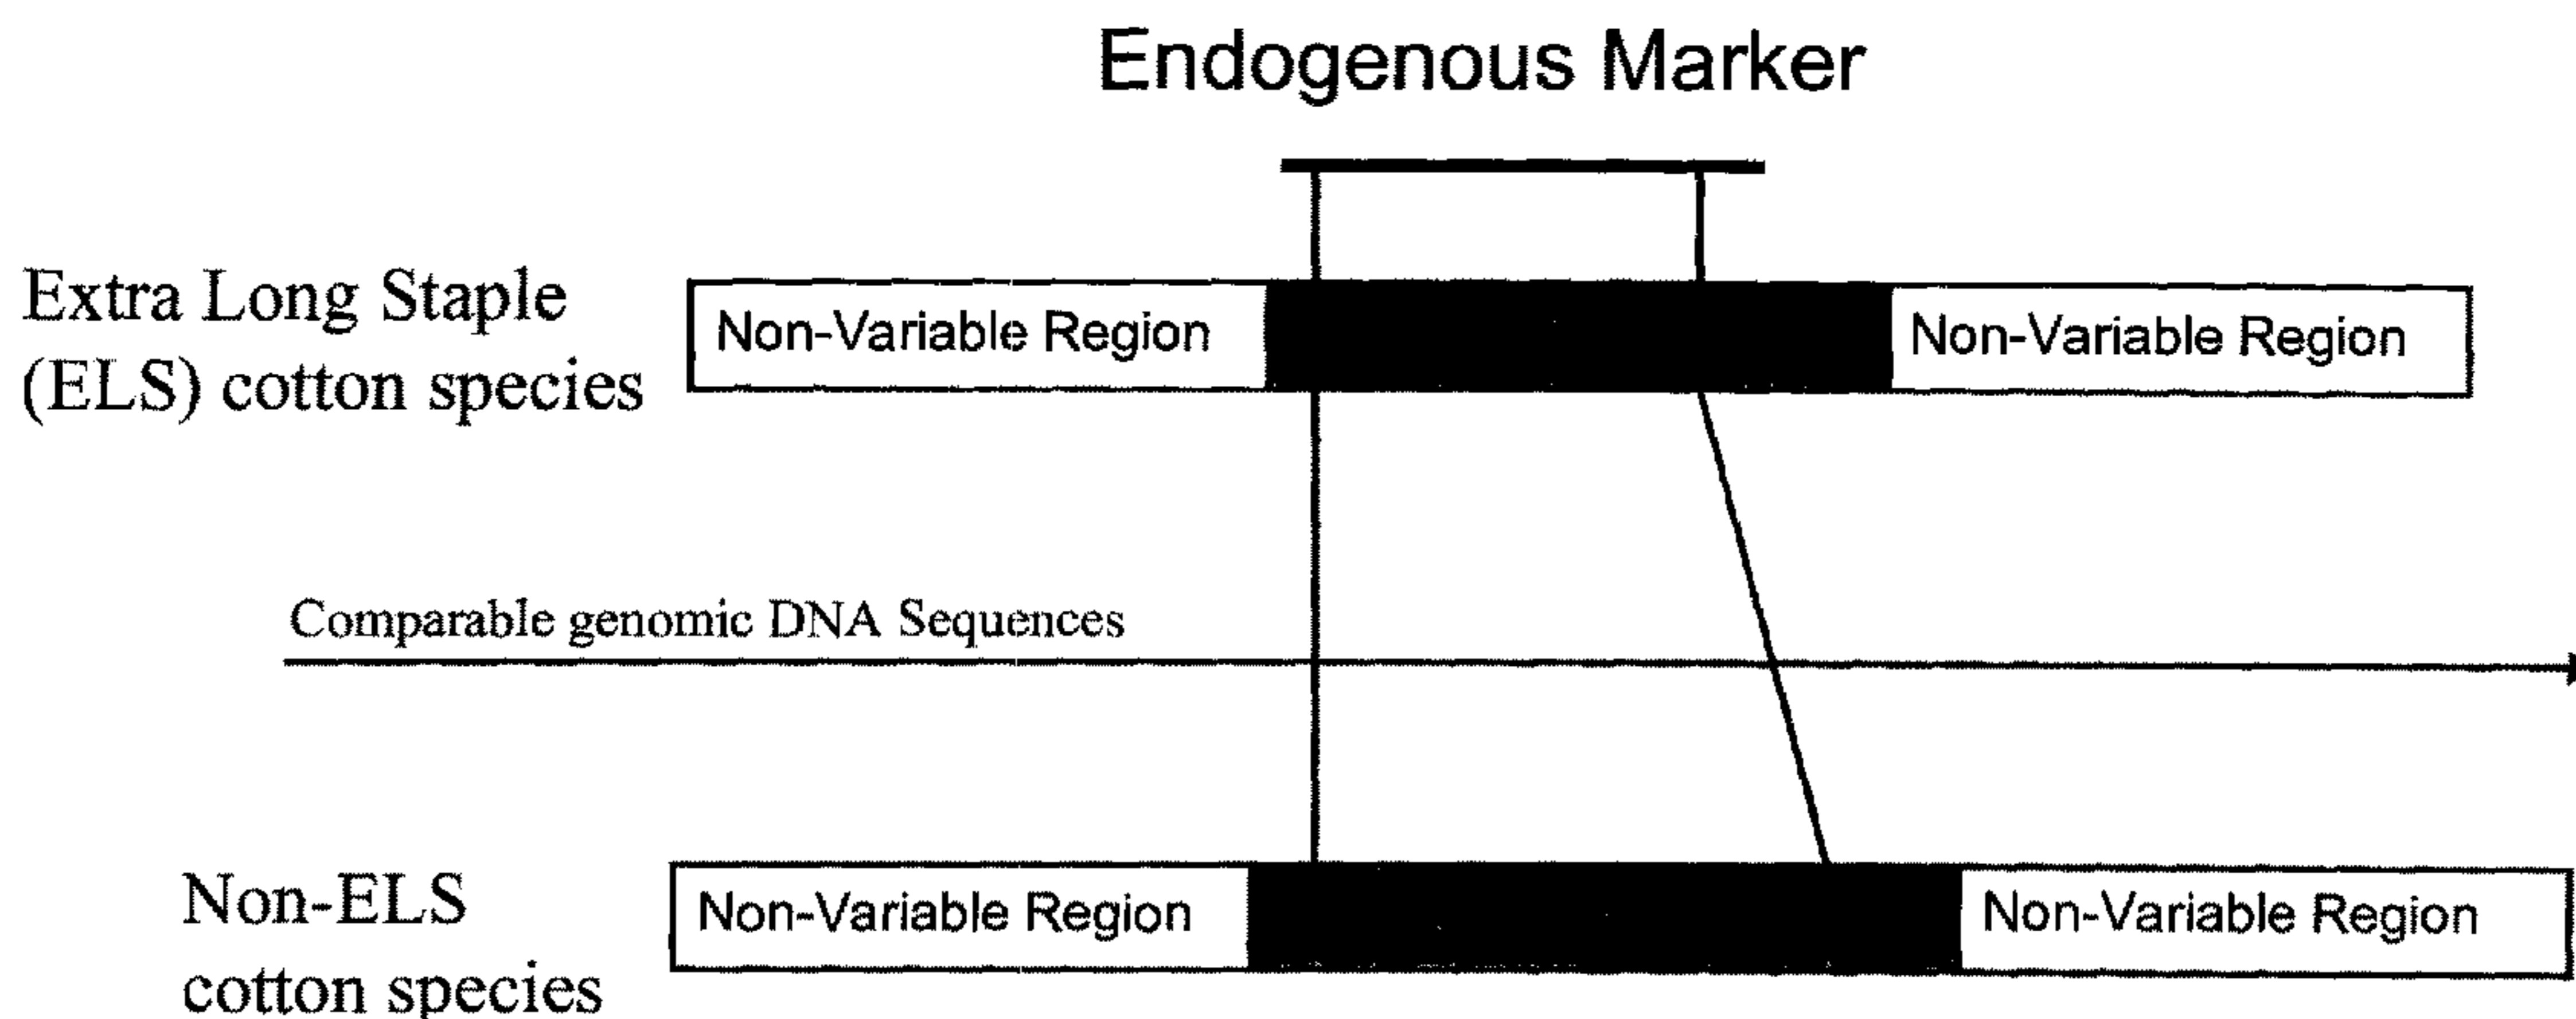 Endogenous Marker
Extra Long Staple
(ELS) cotton species
Non-Variable Region
Non-Variable Region
Comparable genomic DNA Sequences
Non-ELS
cotton species
Non-Variable Region
Non-Variable Region